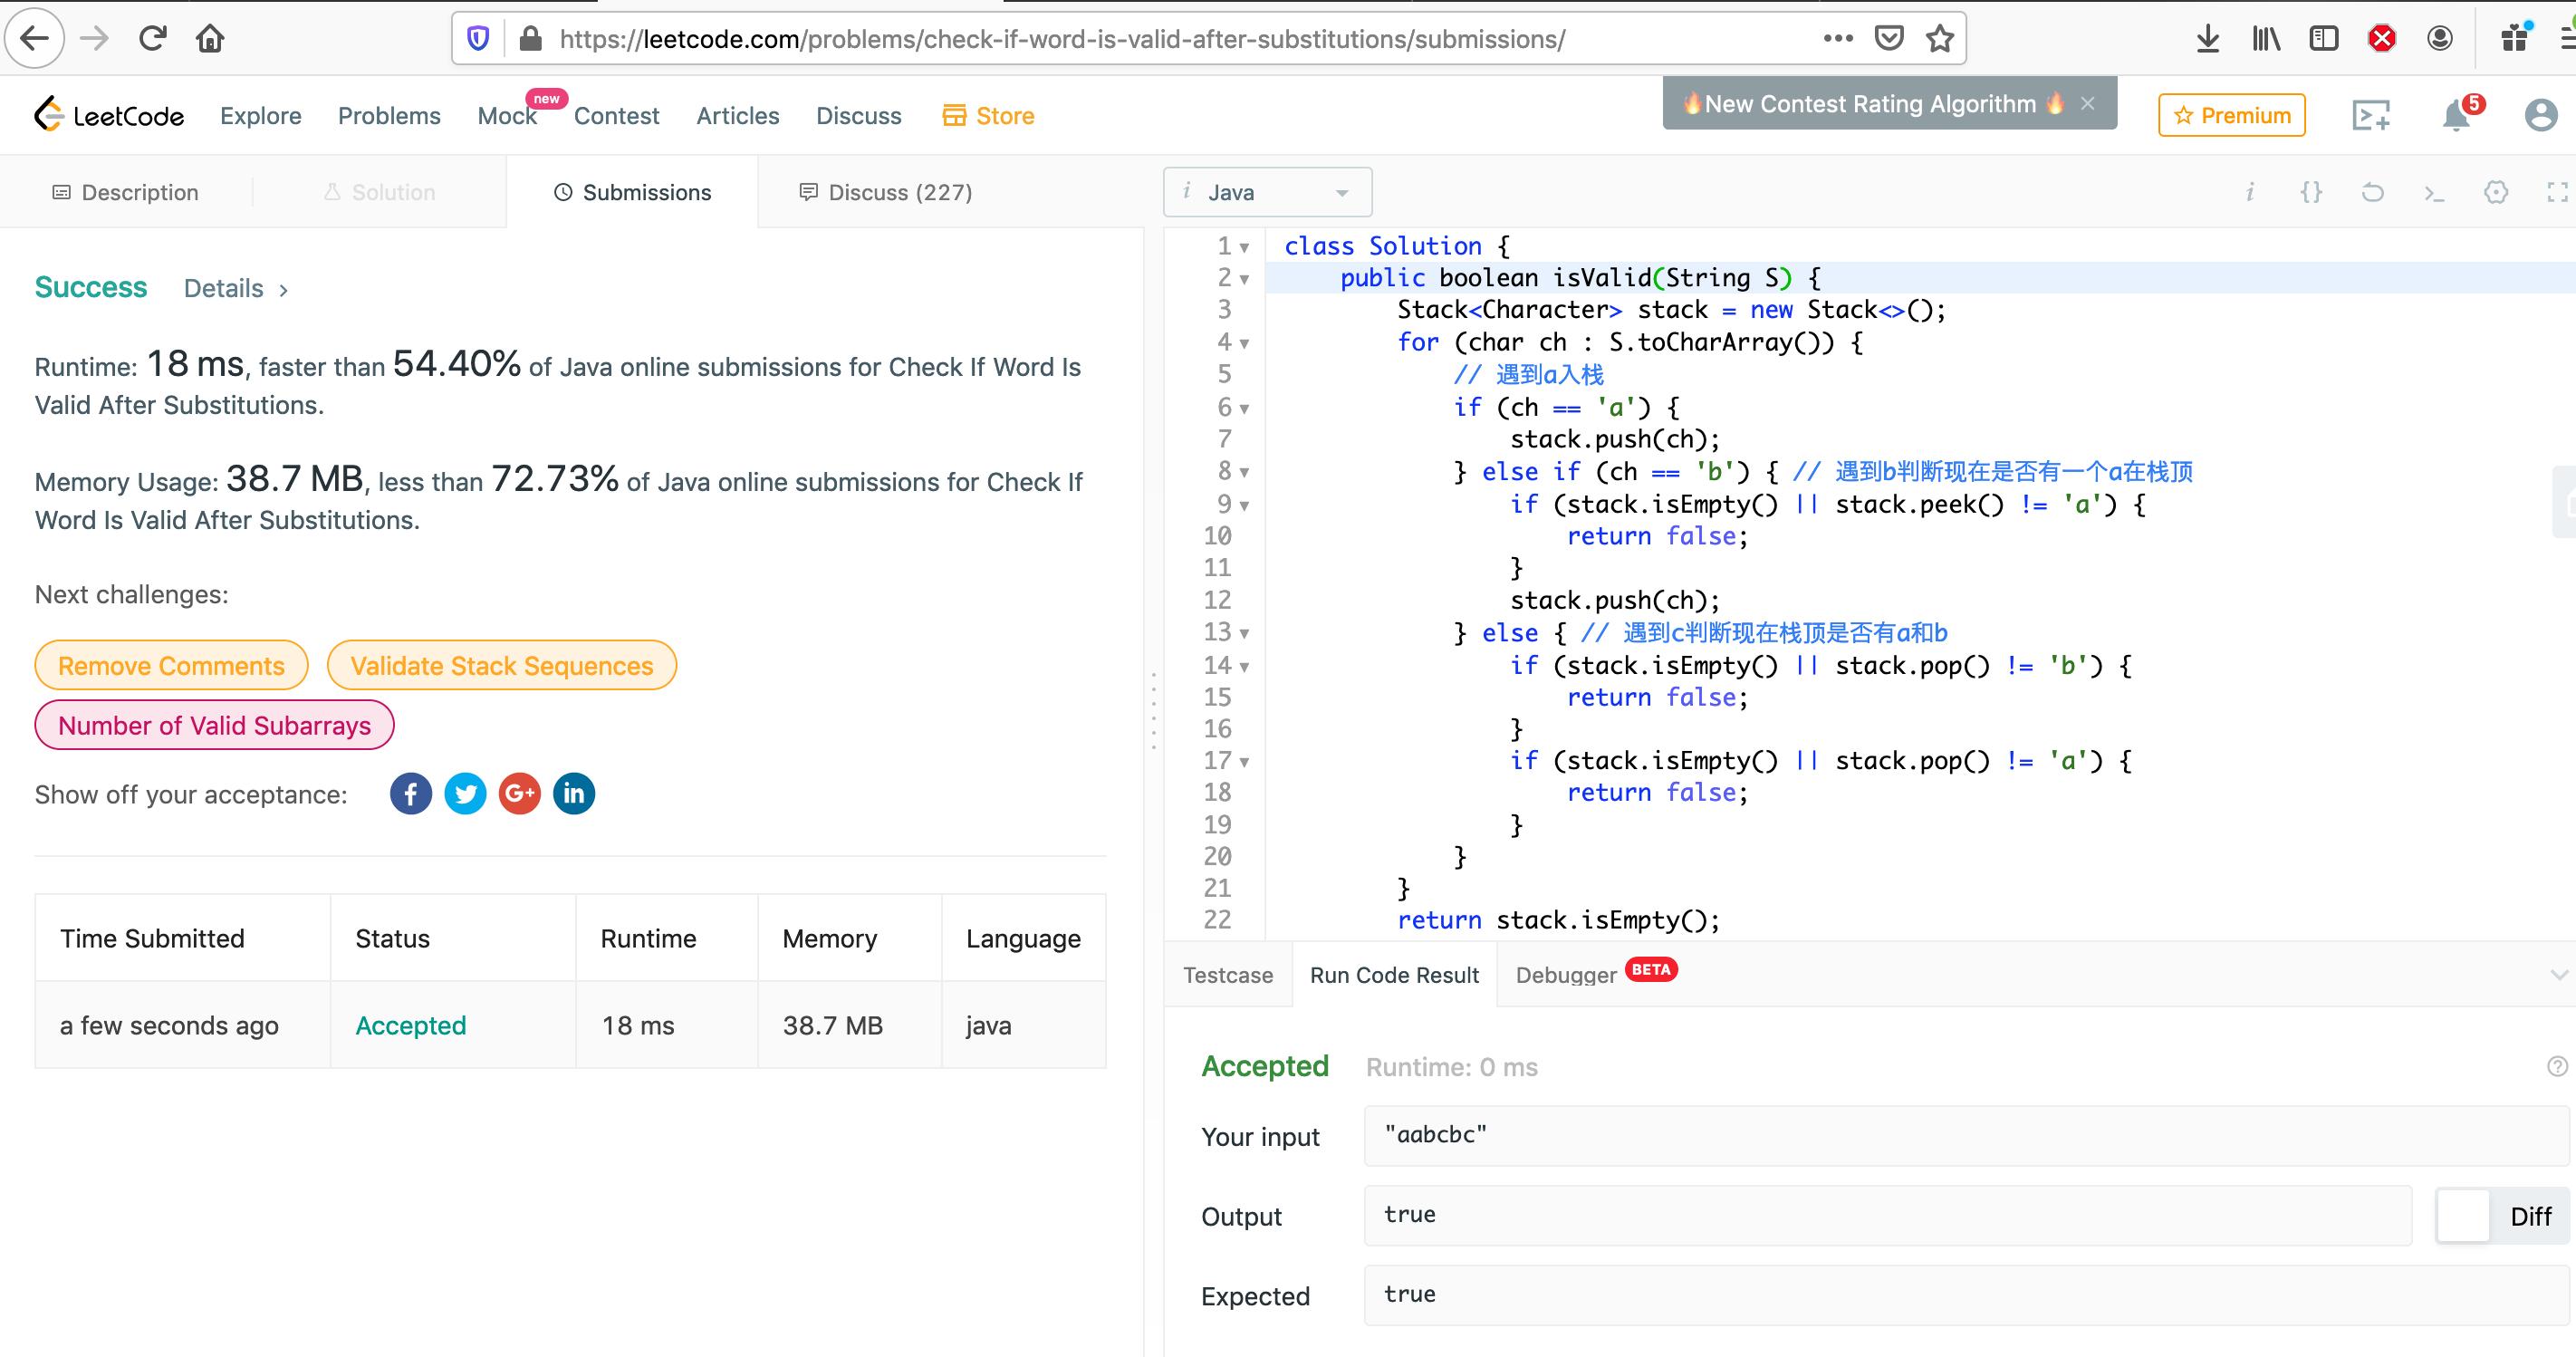 https://leetcode.com/problems/check-if-word-is-valid-after-substitutions/submissions/
LeetCode Explore Problems Mock new Contest Articles Discuss Store
🔥New Contest Rating Algorithm 🔥 ×
Premium
5
Description
Solution
Submissions
Discuss (227)
Success Details >
Runtime: 18 ms, faster than 54.40% of Java online submissions for Check If Word Is
Valid After Substitutions.
Memory Usage: 38.7 MB, less than 72.73% of Java online submissions for Check If
Word Is Valid After Substitutions.
Next challenges:
Remove Comments Validate Stack Sequences
Number of Valid Subarrays
Show off your acceptance: f G+ in
Time Submitted Status Runtime Memory Language
a few seconds ago Accepted 18 ms 38.7 MB java
i Java
i {} >_
1 class Solution {
2 public boolean isValid(String S) {
3 Stack<Character> stack = new Stack<>();
4 for (char ch : S.toCharArray()) {
5 // 遇到a入栈
6 if (ch == 'a') {
7 stack.push(ch);
8 } else if (ch == 'b') { // 遇到b判断现在是否有一个a在栈顶
9 if (stack.isEmpty() || stack.peek() != 'a') {
10 return false;
11 }
12 stack.push(ch);
13 } else { // 遇到c判断现在栈顶是否有a和b
14 if (stack.isEmpty() || stack.pop() != 'b') {
15 return false;
16 }
17 if (stack.isEmpty() || stack.pop() != 'a') {
18 return false;
19 }
20 }
21 }
22 return stack.isEmpty();
Testcase Run Code Result Debugger BETA
Accepted Runtime: 0 ms
Your input "aabcbc"
Output true Diff
Expected true